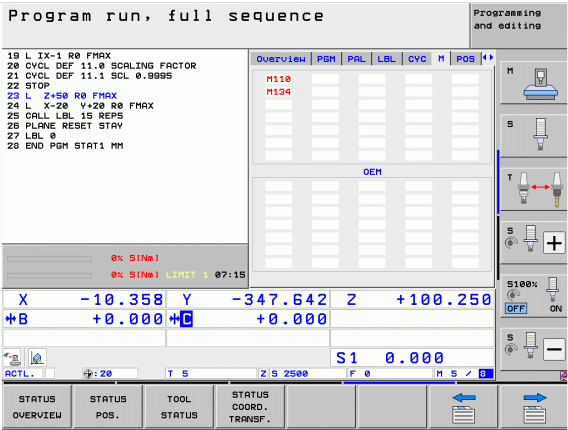 Program run, full sequence
Programming
and editing
19 L IX-1 R0 FMAX
20 CYCL DEF 11.0 SCALING FACTOR
21 CYCL DEF 11.1 SCL 0.9995
22 STOP
23 L Z+50 R0 FMAX
24 L X-20 Y+20 R0 FMAX
25 CALL LBL 15 REP5
26 PLANE RESET STAY
27 LBL 0
28 END PGM STAT1 MM
Overview PGM PAL LBL CYC M POS
M110
M134
OEM
0% S[Nm]
0% S[Nm] LIMIT 1 07:15
X -10.358 Y -347.642 Z +100.250
B +0.000 C +0.000
S1 0.000
ACTL. :20 T 5 Z S 2500 F 0 M 5 / 8
M
S
T
S
S100%
OFF ON
S
STATUS
OVERVIEW
STATUS
POS.
TOOL
STATUS
STATUS
COORD.
TRANSF.